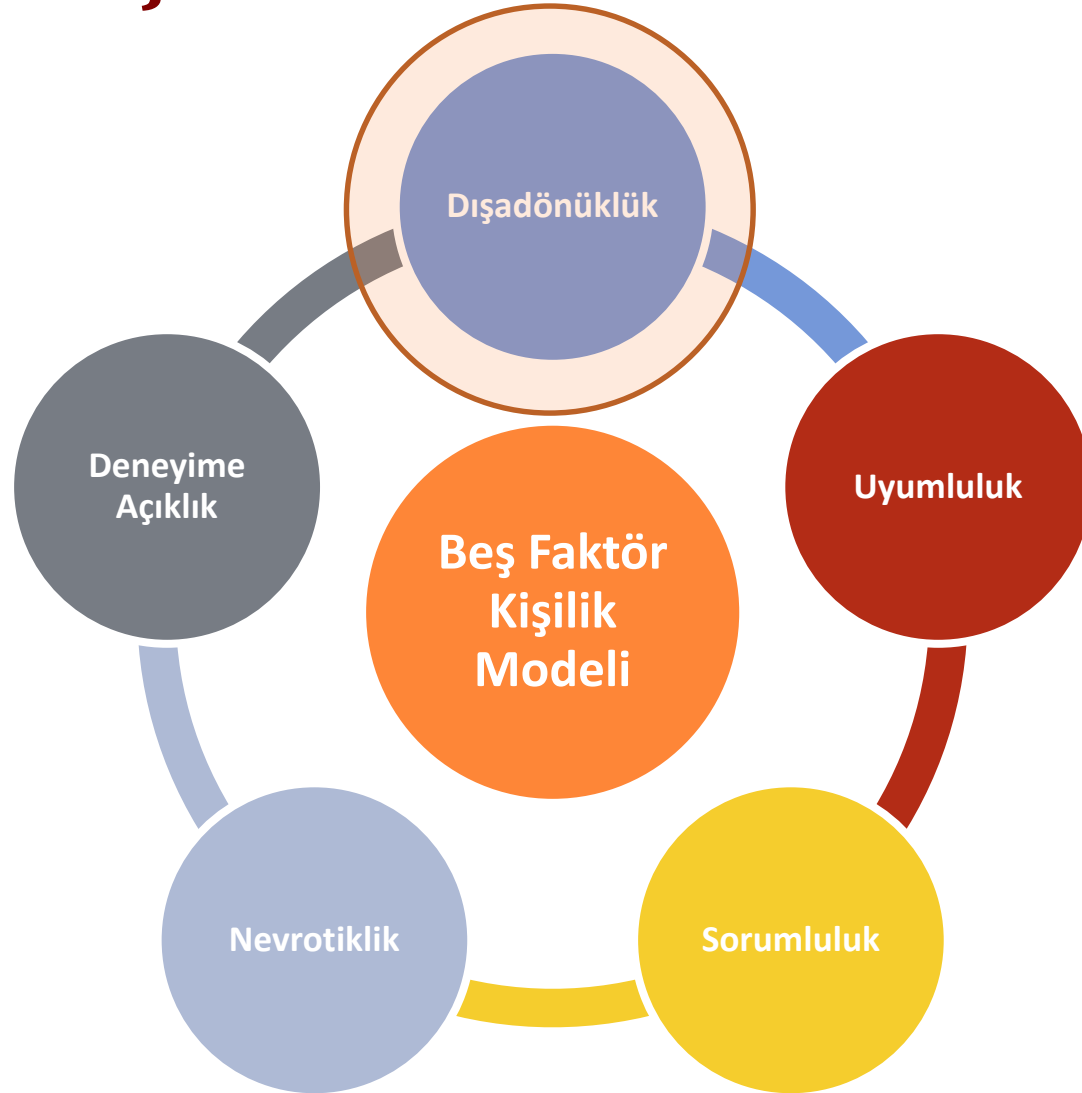 Dışadönüklük
Deneyime
Açıklık
Uyumluluk
Beş Faktör
Kişilik
Modeli
Nevrotiklik
Sorumluluk